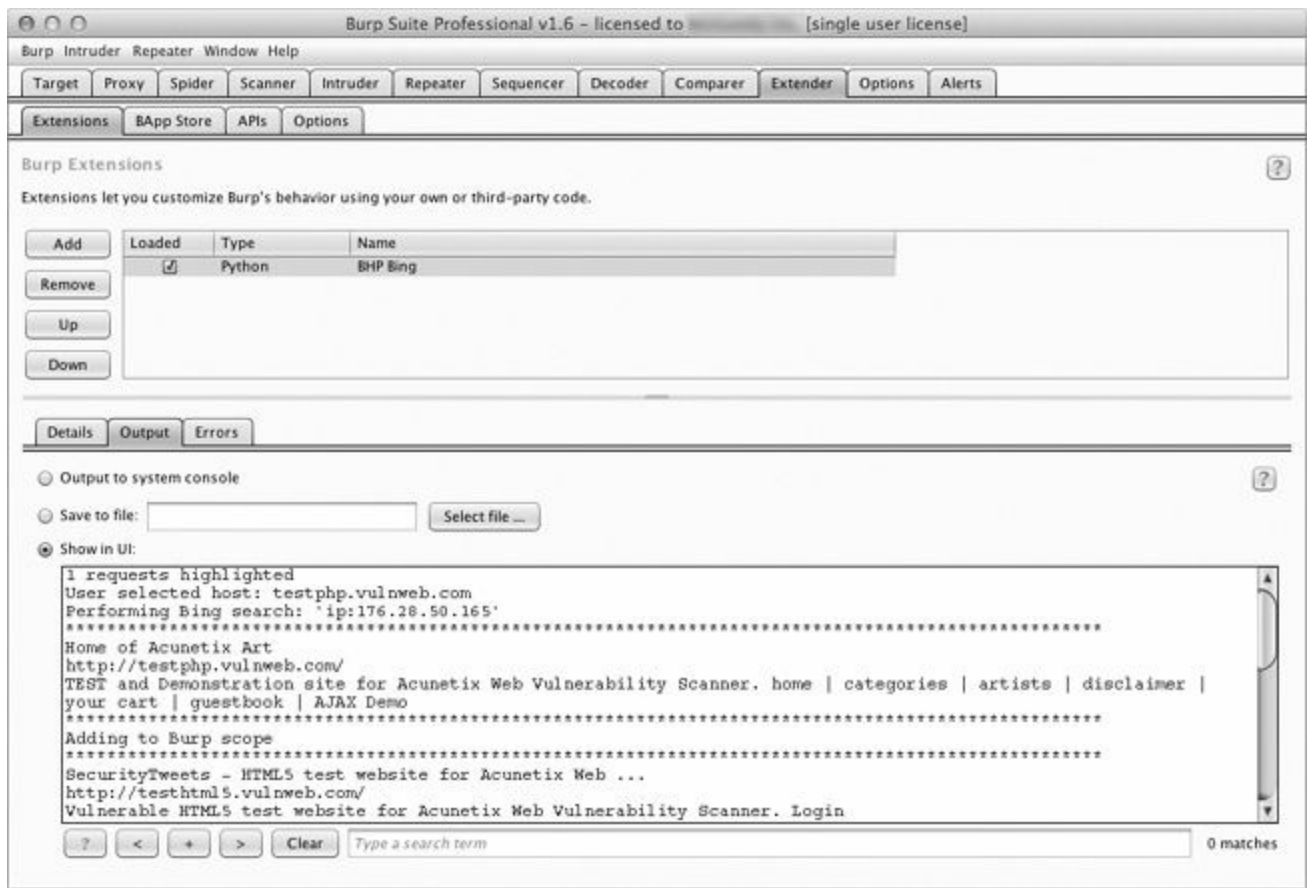 Burp Suite Professional v1.6 – licensed to [single user license]
Burp Intruder Repeater Window Help
Target Proxy Spider Scanner Intruder Repeater Sequencer Decoder Comparer Extender Options Alerts
Extensions BApp Store APIs Options
Burp Extensions
?
Extensions let you customize Burp's behavior using your own or third-party code.
Add
Remove
Up
Down
Loaded Type Name
Python BHP Bing
Details Output Errors
Output to system console
?
Save to file: Select file ...
Show in UI:
1 requests highlighted
User selected host: testphp.vulnweb.com
Performing Bing search: 'ip:176.28.50.165'
****************************************************************************************************
Home of Acunetix Art
http://testphp.vulnweb.com/
TEST and Demonstration site for Acunetix Web Vulnerability Scanner. home | categories | artists | disclaimer |
your cart | guestbook | AJAX Demo
****************************************************************************************************
Adding to Burp scope
****************************************************************************************************
SecurityTweets - HTML5 test website for Acunetix Web ...
http://testhtml5.vulnweb.com/
Vulnerable HTML5 test website for Acunetix Web Vulnerability Scanner. Login
? < + > Clear Type a search term 0 matches